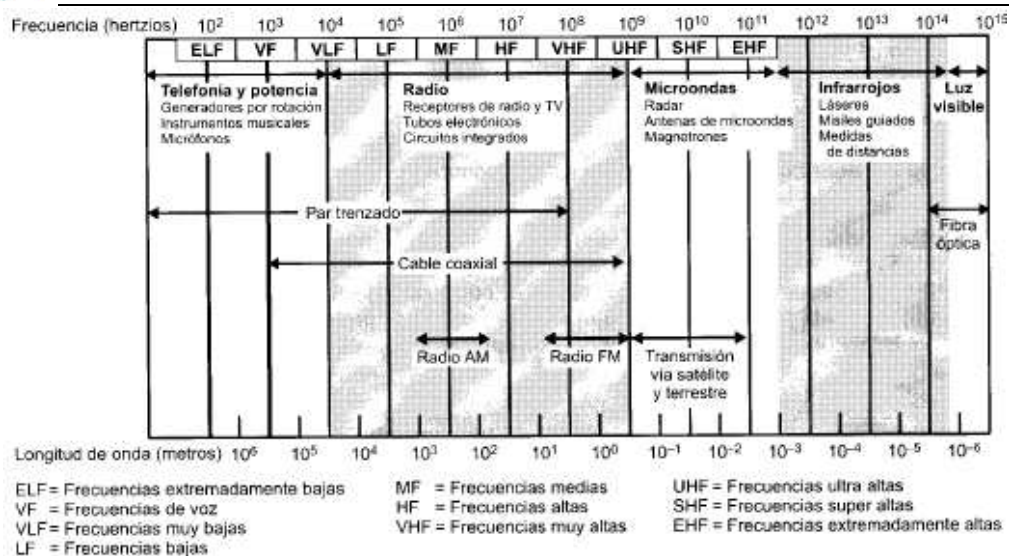 Frecuencia (hertzios) 10² 10³ 10⁴ 10⁵ 10⁶ 10⁷ 10⁸ 10⁹ 10¹⁰ 10¹¹ 10¹² 10¹³ 10¹⁴ 10¹⁵
ELF VF VLF LF MF HF VHF UHF SHF EHF
Telefonía y potencia
Generadores por rotación
Instrumentos musicales
Micrófonos
Radio
Receptores de radio y TV
Tubos electrónicos
Circuitos integrados
Microondas
Radar
Antenas de microondas
Magnetrones
Infrarrojos
Láseres
Misiles guiados
Medidas
de distancias
Luz
visible
Par trenzado
Fibra
óptica
Cable coaxial
Radio AM
Radio FM
Transmisión
vía satélite
y terrestre
Longitud de onda (metros) 10⁶ 10⁵ 10⁴ 10³ 10² 10¹ 10⁰ 10⁻¹ 10⁻² 10⁻³ 10⁻⁴ 10⁻⁵ 10⁻⁶
ELF = Frecuencias extremadamente bajas
VF = Frecuencias de voz
VLF = Frecuencias muy bajas
LF = Frecuencias bajas
MF = Frecuencias medias
HF = Frecuencias altas
VHF = Frecuencias muy altas
UHF = Frecuencias ultra altas
SHF = Frecuencias super altas
EHF = Frecuencias extremadamente altas